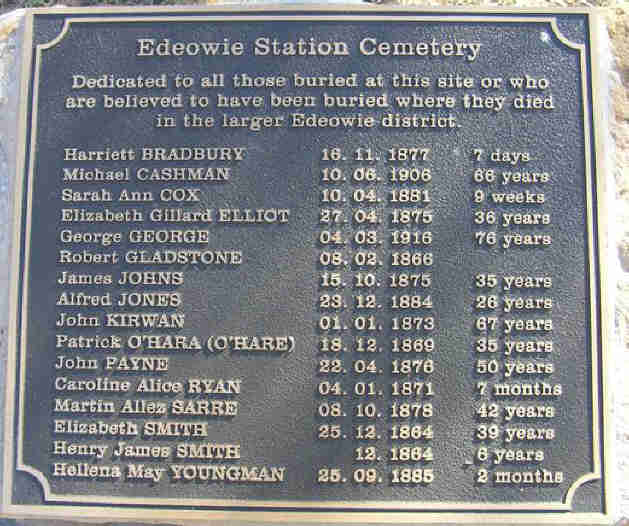 Edeowie Station Cemetery
Dedicated to all those buried at this site or who
are believed to have been buried where they died
in the larger Edeowie district.
Harriett BRADBURY 16. 11. 1877 7 days
Michael CASHMAN 10. 06. 1906 66 years
Sarah Ann COX 10. 04. 1881 9 weeks
Elizabeth Gillard ELLIOT 27. 04. 1875 36 years
George GEORGE 04. 03. 1916 76 years
Robert GLADSTONE 08. 02. 1866
James JOHNS 15. 10. 1875 35 years
Alfred JONES 23. 12. 1884 26 years
John KIRWAN 01. 01. 1873 67 years
Patrick O'HARA (O'HARE) 18. 12. 1869 35 years
John PAYNE 22. 04. 1876 50 years
Caroline Alice RYAN 04. 01. 1871 7 months
Martin Allez SARRE 08. 10. 1878 42 years
Elizabeth SMITH 25. 12. 1864 39 years
Henry James SMITH 12. 1864 6 years
Hellena May YOUNGMAN 25. 09. 1885 2 months